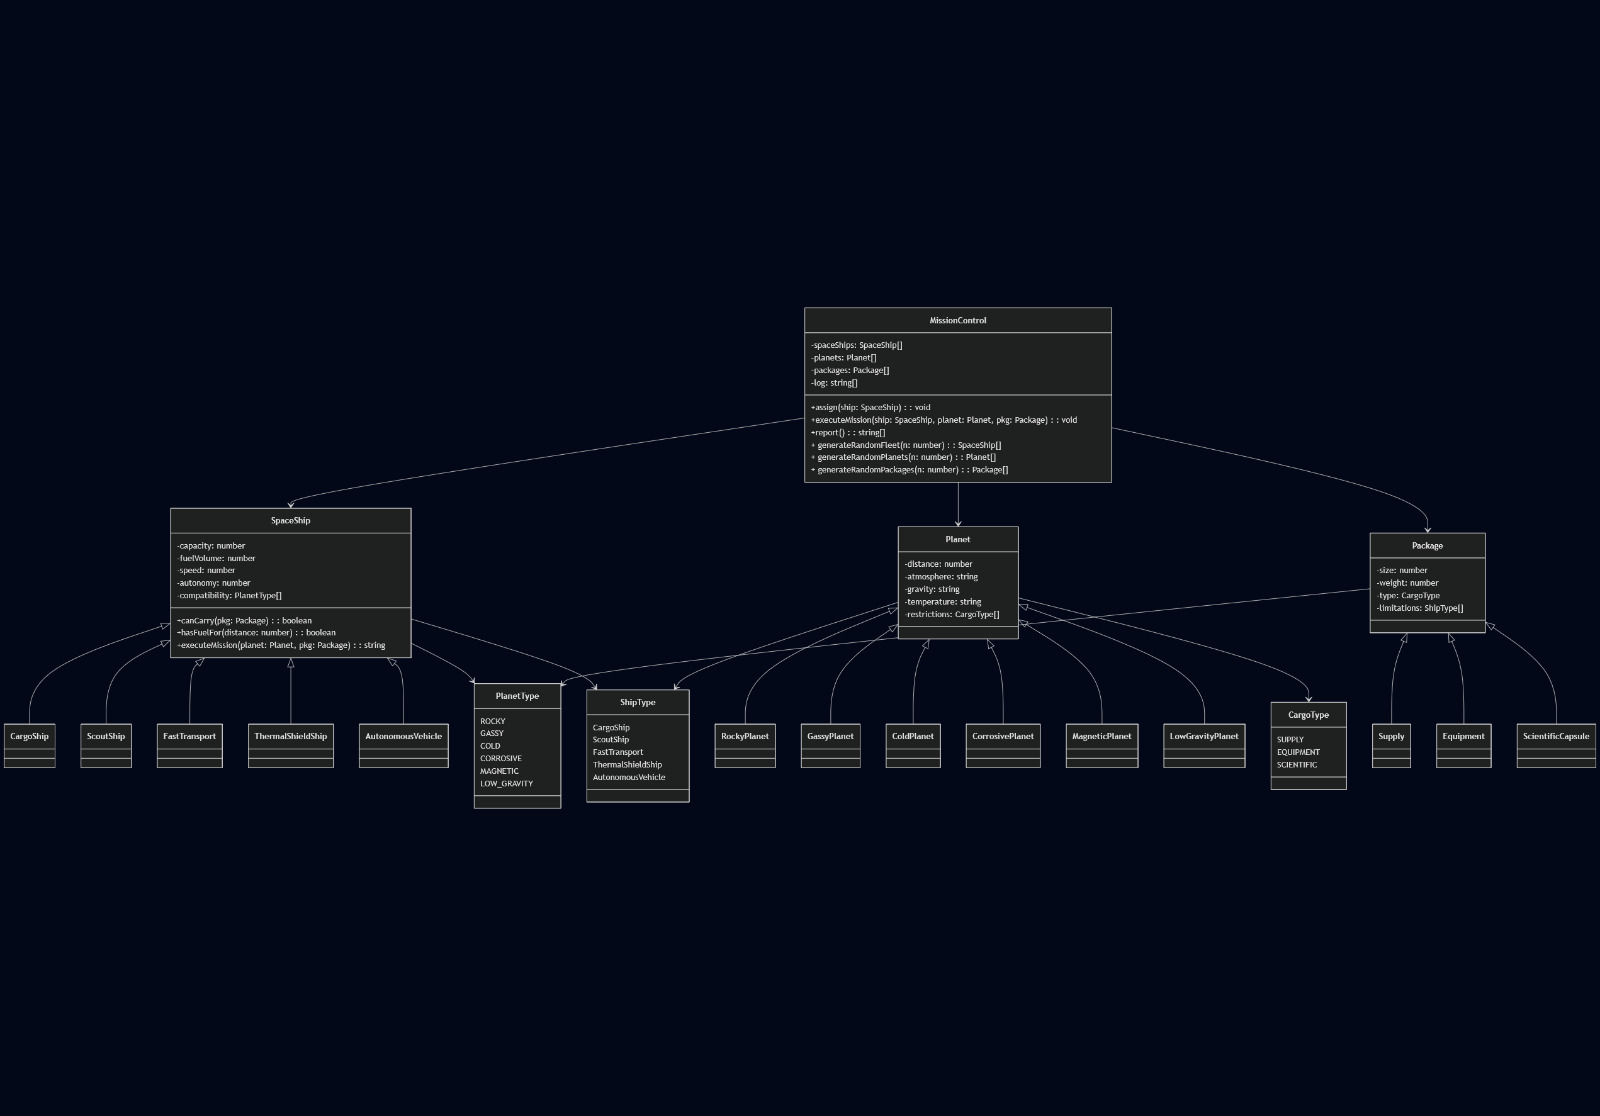 MissionControl
-spaceShips: SpaceShip[]
-planets: Planet[]
-packages: Package[]
-log: string[]
+assign(ship: SpaceShip) : : void
+executeMission(ship: SpaceShip, planet: Planet, pkg: Package) : : void
+report() : : string[]
+ generateRandomFleet(n: number) : : SpaceShip[]
+ generateRandomPlanets(n: number) : : Planet[]
+ generateRandomPackages(n: number) : : Package[]
SpaceShip
-capacity: number
-fuelVolume: number
-speed: number
-autonomy: number
-compatibility: PlanetType[]
+canCarry(pkg: Package) : : boolean
+hasFuelFor(distance: number) : : boolean
+executeMission(planet: Planet, pkg: Package) : : string
Planet
-distance: number
-atmosphere: string
-gravity: string
-temperature: string
-restrictions: CargoType[]
Package
-size: number
-weight: number
-type: CargoType
-limitations: ShipType[]
CargoShip
ScoutShip
FastTransport
ThermalShieldShip
AutonomousVehicle
PlanetType
ROCKY
GASSY
COLD
CORROSIVE
MAGNETIC
LOW_GRAVITY
ShipType
CargoShip
ScoutShip
FastTransport
ThermalShieldShip
AutonomousVehicle
RockyPlanet
GassyPlanet
ColdPlanet
CorrosivePlanet
MagneticPlanet
LowGravityPlanet
CargoType
SUPPLY
EQUIPMENT
SCIENTIFIC
Supply
Equipment
ScientificCapsule